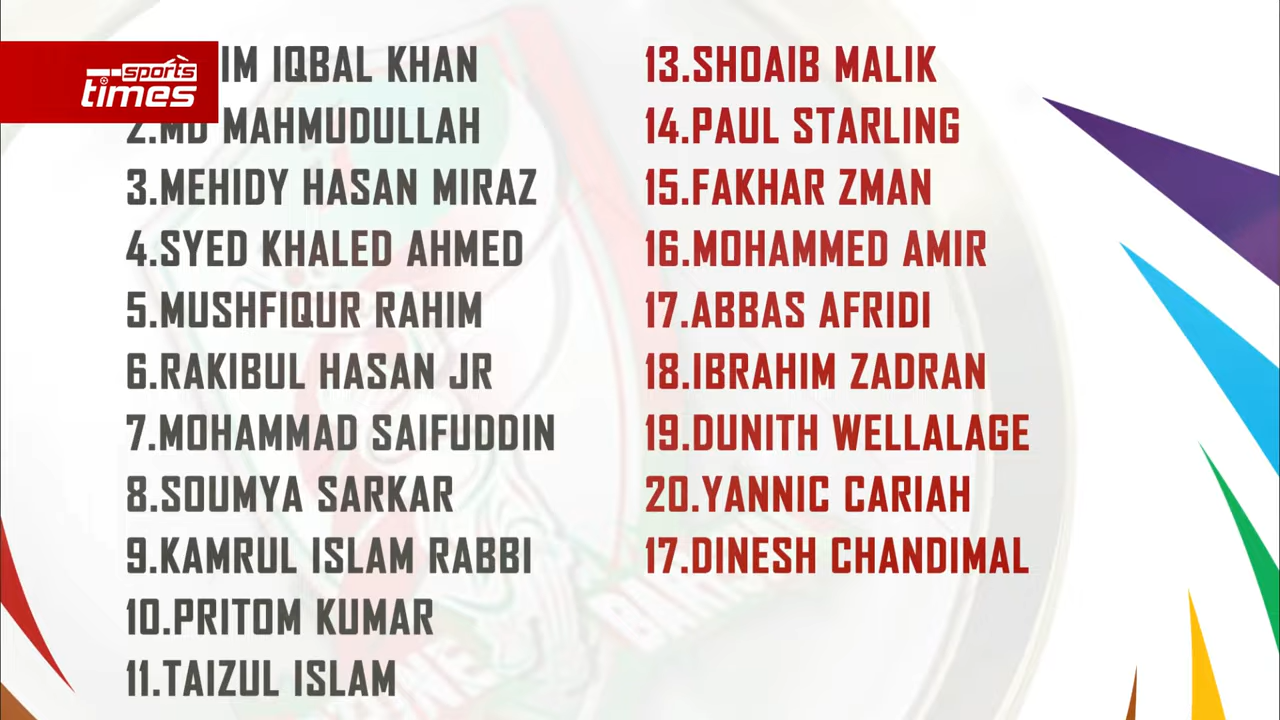 sports
times
IM IQBAL KHAN
2.MD MAHMUDULLAH
3.MEHIDY HASAN MIRAZ
4.SYED KHALED AHMED
5.MUSHFIQUR RAHIM
6.RAKIBUL HASAN JR
7.MOHAMMAD SAIFUDDIN
8.SOUMYA SARKAR
9.KAMRUL ISLAM RABBI
10.PRITOM KUMAR
11.TAIZUL ISLAM
13.SHOAIB MALIK
14.PAUL STARLING
15.FAKHAR ZMAN
16.MOHAMMED AMIR
17.ABBAS AFRIDI
18.IBRAHIM ZADRAN
19.DUNITH WELLALAGE
20.YANNIC CARIAH
17.DINESH CHANDIMAL